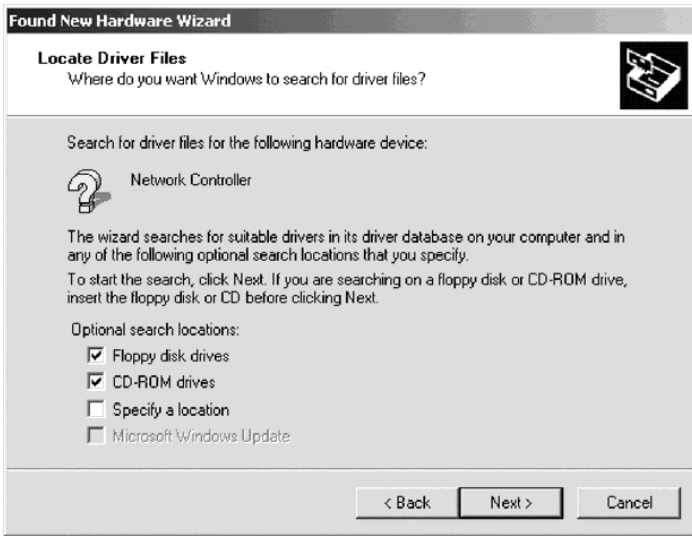 Found New Hardware Wizard
Locate Driver Files
Where do you want Windows to search for driver files?
Search for driver files for the following hardware device:
Network Controller
The wizard searches for suitable drivers in its driver database on your computer and in
any of the following optional search locations that you specify.
To start the search, click Next. If you are searching on a floppy disk or CD-ROM drive,
insert the floppy disk or CD before clicking Next.
Optional search locations:
Floppy disk drives
CD-ROM drives
Specify a location
Microsoft Windows Update
< Back Next > Cancel